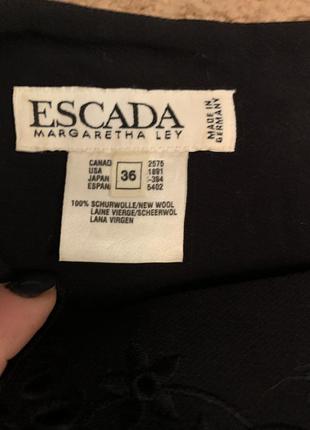 ESCADA
MARGARETHA LEY
MADE IN
GERMANY
CANAD 2575
USA 36 1891
JAPAN -394
ESPAN 5402
100% SCHURWOLLE/NEW WOOL
LAINE VIERGE/SCHEERWOL
LANA VIRGEN